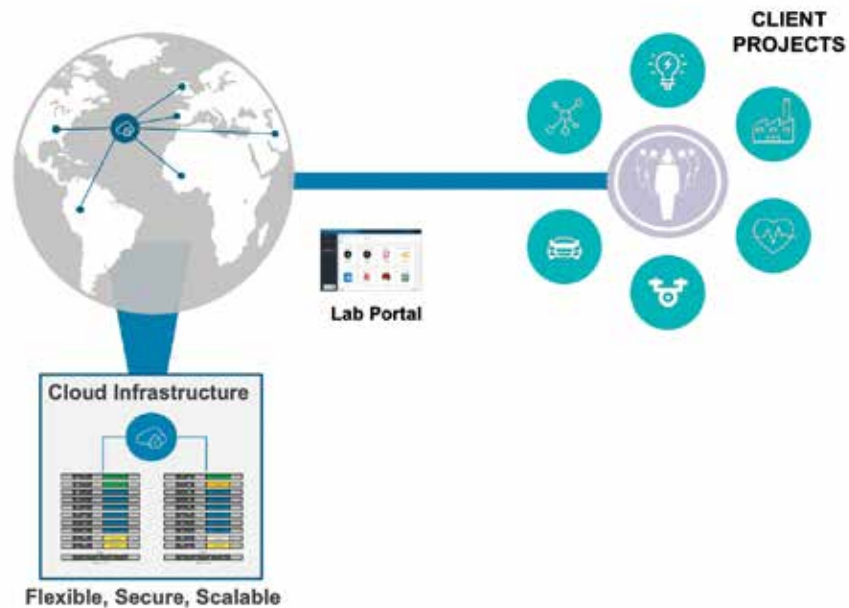 CLIENT
PROJECTS
Lab Portal
Cloud Infrastructure
Flexible, Secure, Scalable